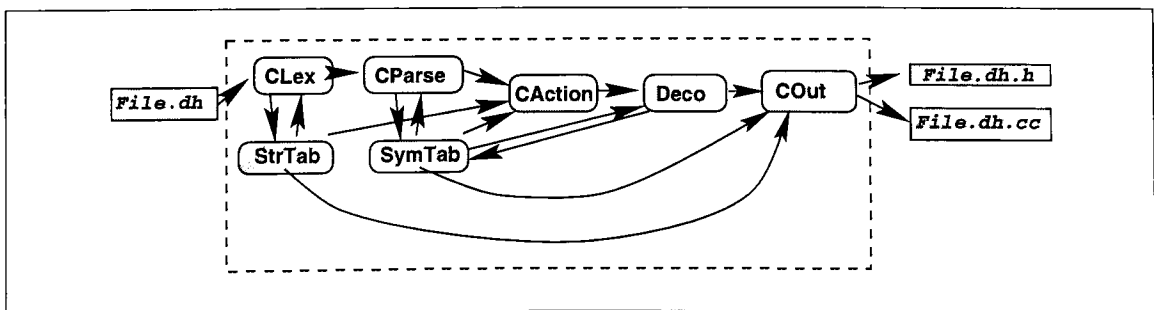 File.dh
CLex
CParse
CAction
Deco
COut
StrTab
SymTab
File.dh.h
File.dh.cc